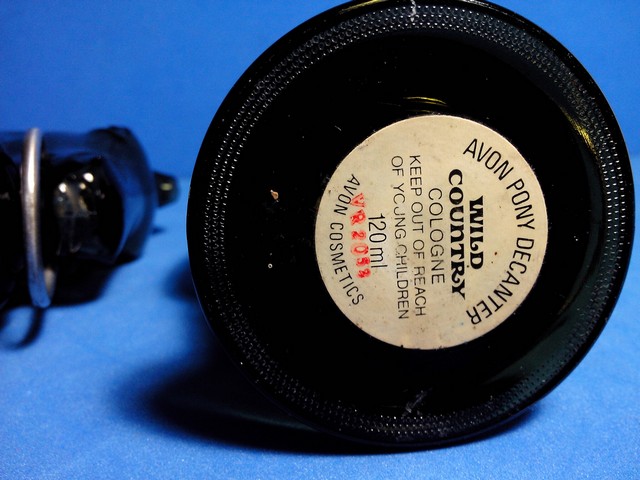 AVON PONY DECANTER
WILD
COUNTRY
COLOGNE
KEEP OUT OF REACH
OF YOUNG CHILDREN
120 ml
AVON COSMETICS